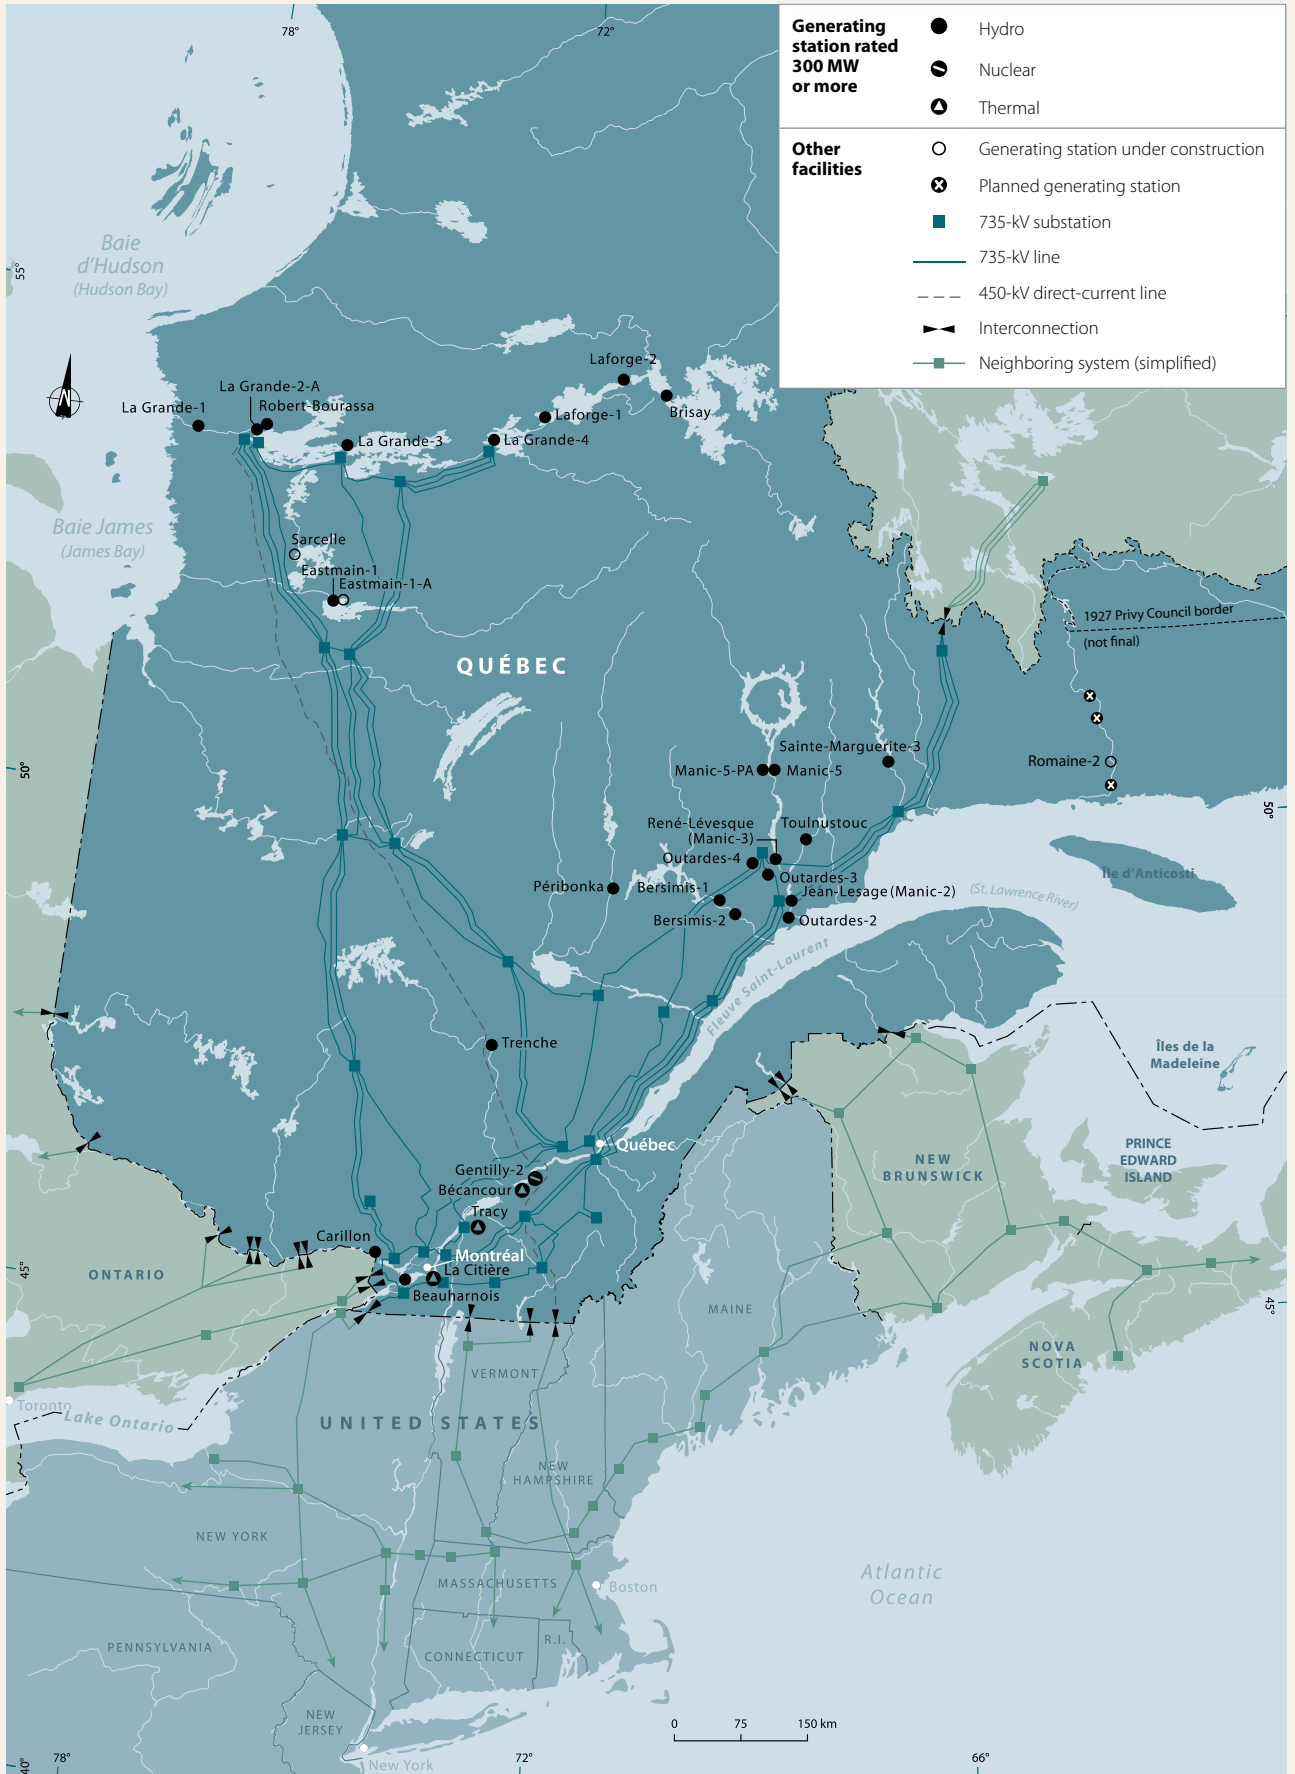 78°
72°
Generating
station rated
300 MW
or more
Hydro
Nuclear
Thermal
Other
facilities
Generating station under construction
Planned generating station
735-kV substation
735-kV line
450-kV direct-current line
Interconnection
Neighboring system (simplified)
Baie
d'Hudson
(Hudson Bay)
55°
N
Laforge-2
La Grande-2-A
La Grande-1
Robert-Bourassa
Brisay
Laforge-1
La Grande-3
La Grande-4
Baie James
(James Bay)
Sarcelle
Eastmain-1
Eastmain-1-A
1927 Privy Council border
(not final)
QUÉBEC
Sainte-Marguerite-3
Manic-5-PA
Manic-5
Romaine-2
50°
50°
René-Lévesque
(Manic-3)
Toulnustouc
Outardes-4
Outardes-3
Île d'Anticosti
Péribonka
Bersimis-1
Jean-Lesage (Manic-2)
(St. Lawrence River)
Bersimis-2
Outardes-2
Fleuve Saint-Laurent
Trenche
Îles de la
Madeleine
Québec
PRINCE
EDWARD
ISLAND
NEW
BRUNSWICK
Gentilly-2
Bécancour
Tracy
Carillon
Montréal
La Citière
Beauharnois
45°
ONTARIO
45°
MAINE
NOVA
SCOTIA
VERMONT
Toronto
Lake Ontario
UNITED STATES
NEW
HAMPSHIRE
NEW YORK
Atlantic
Ocean
MASSACHUSETTS
Boston
PENNSYLVANIA
R.I.
CONNECTICUT
NEW
JERSEY
0 75 150 km
New York
40°
78°
72°
66°